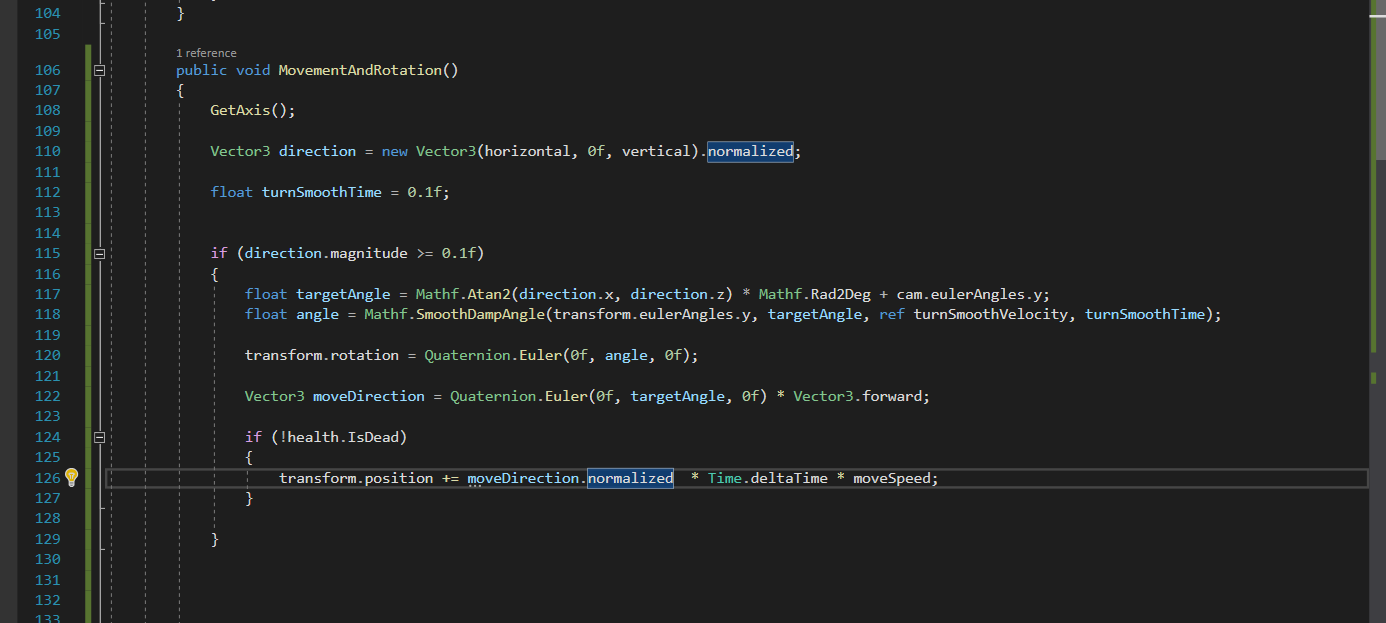 104 }
105
1 reference
106 public void MovementAndRotation()
107 {
108 GetAxis();
109
110 Vector3 direction = new Vector3(horizontal, 0f, vertical).normalized;
111
112 float turnSmoothTime = 0.1f;
113
114
115 if (direction.magnitude >= 0.1f)
116 {
117 float targetAngle = Mathf.Atan2(direction.x, direction.z) * Mathf.Rad2Deg + cam.eulerAngles.y;
118 float angle = Mathf.SmoothDampAngle(transform.eulerAngles.y, targetAngle, ref turnSmoothVelocity, turnSmoothTime);
119
120 transform.rotation = Quaternion.Euler(0f, angle, 0f);
121
122 Vector3 moveDirection = Quaternion.Euler(0f, targetAngle, 0f) * Vector3.forward;
123
124 if (!health.IsDead)
125 {
126 transform.position += moveDirection.normalized  * Time.deltaTime * moveSpeed;
127 }
128
129 }
130
131
132
133